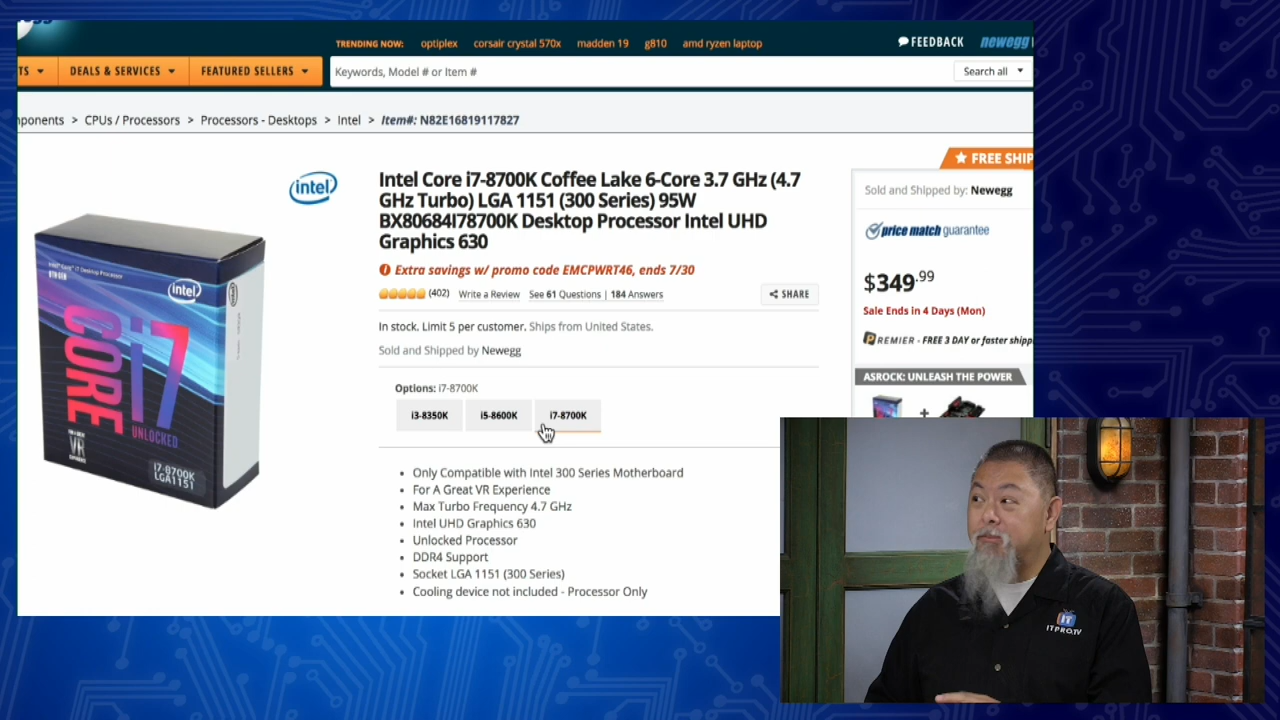 TRENDING NOW: optiplex corsair crystal 570x madden 19 g810 amd ryzen laptop
FEEDBACK
newegg
TS
DEALS & SERVICES
FEATURED SELLERS
Keywords, Model # or Item #
Search all
ponents > CPUs / Processors > Processors - Desktops > Intel > Item#: N82E16819117827
FREE SHIP
intel
Intel Core i7-8700K Coffee Lake 6-Core 3.7 GHz (4.7
GHz Turbo) LGA 1151 (300 Series) 95W
BX80684I78700K Desktop Processor Intel UHD
Graphics 630
Extra savings w/ promo code EMCPWRT46, ends 7/30
(402) Write a Review See 61 Questions | 184 Answers
SHARE
In stock. Limit 5 per customer. Ships from United States.
Sold and Shipped by Newegg
Options: i7-8700K
i3-8350K
i5-8600K
i7-8700K
Only Compatible with Intel 300 Series Motherboard
For A Great VR Experience
Max Turbo Frequency 4.7 GHz
Intel UHD Graphics 630
Unlocked Processor
DDR4 Support
Socket LGA 1151 (300 Series)
Cooling device not included - Processor Only
Sold and Shipped by: Newegg
price match guarantee
$349.99
Sale Ends in 4 Days (Mon)
PREMIER - FREE 3 DAY or faster shipp
ASROCK: UNLEASH THE POWER
+
intel
CORE i7
UNLOCKED
VR
i7-8700K
LGA1151
IT
ITPRO.TV